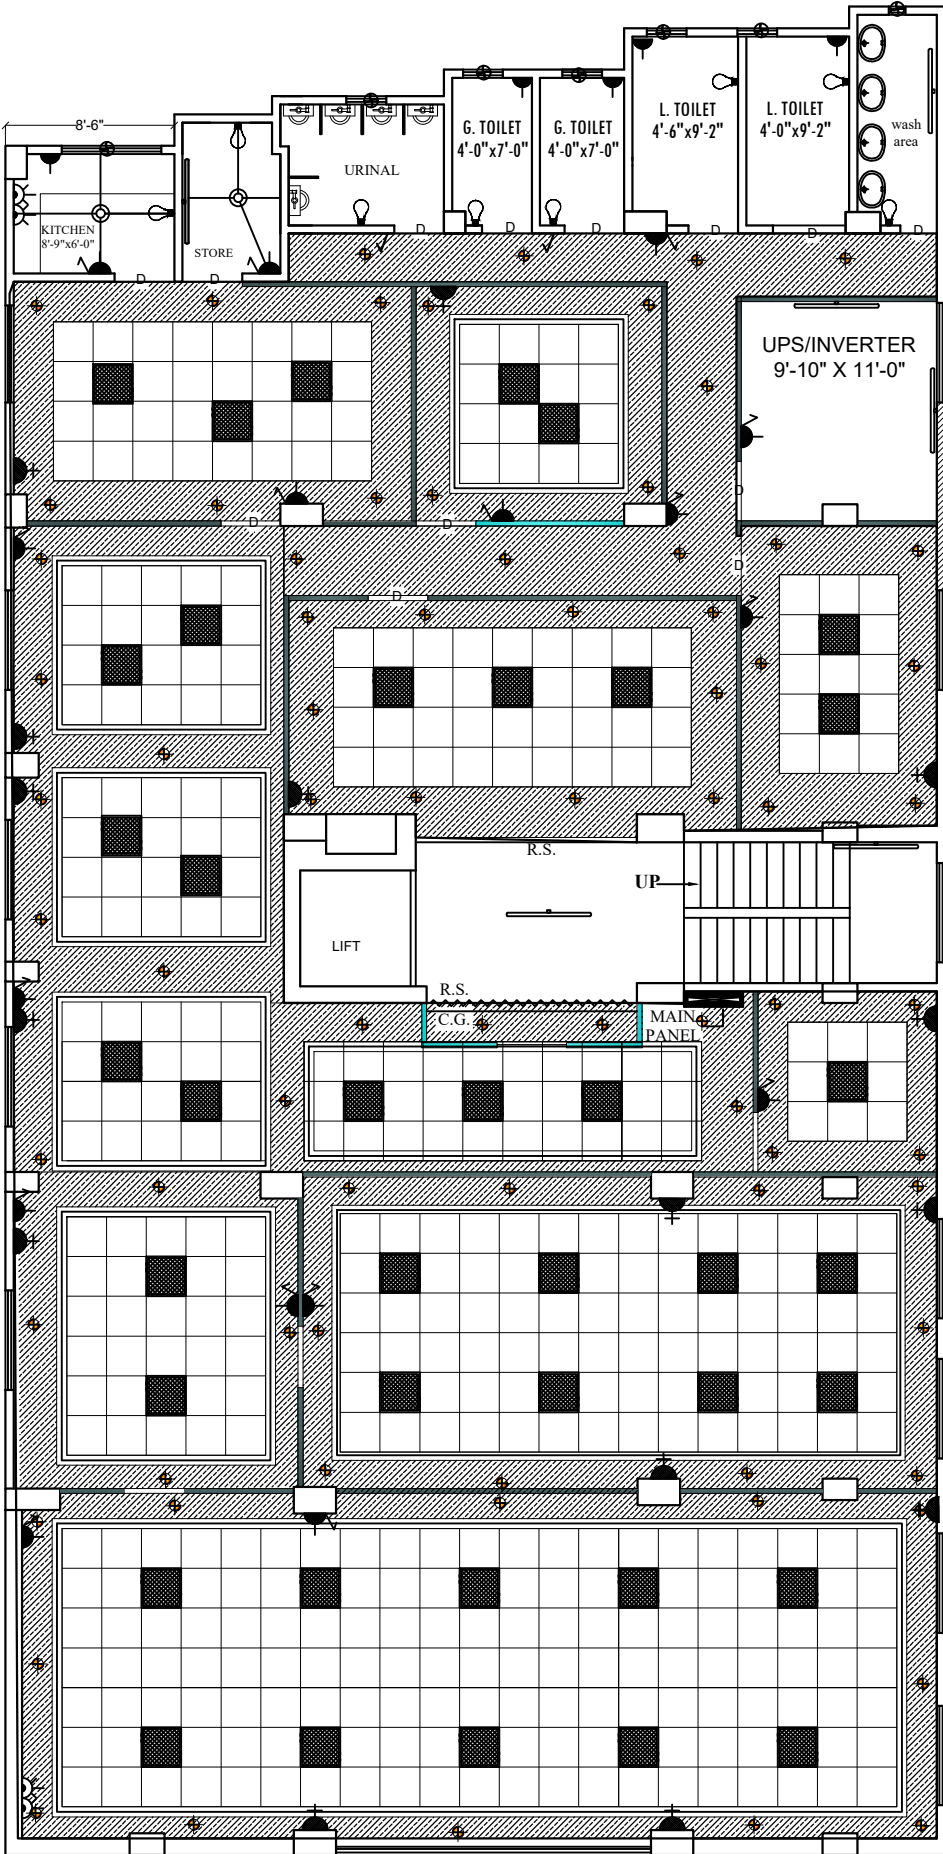 8'-6"
KITCHEN
8'-9"x6'-0"
STORE
URINAL
G. TOILET
4'-0"x7'-0"
G. TOILET
4'-0"x7'-0"
L. TOILET
4'-6"x9'-2"
L. TOILET
4'-0"x9'-2"
wash
area
D
D
D
D
D
D
D
UPS/INVERTER
9'-10" X 11'-0"
D
D
D
D
D
R.S.
UP
LIFT
R.S.
C.G.
MAIN
PANEL